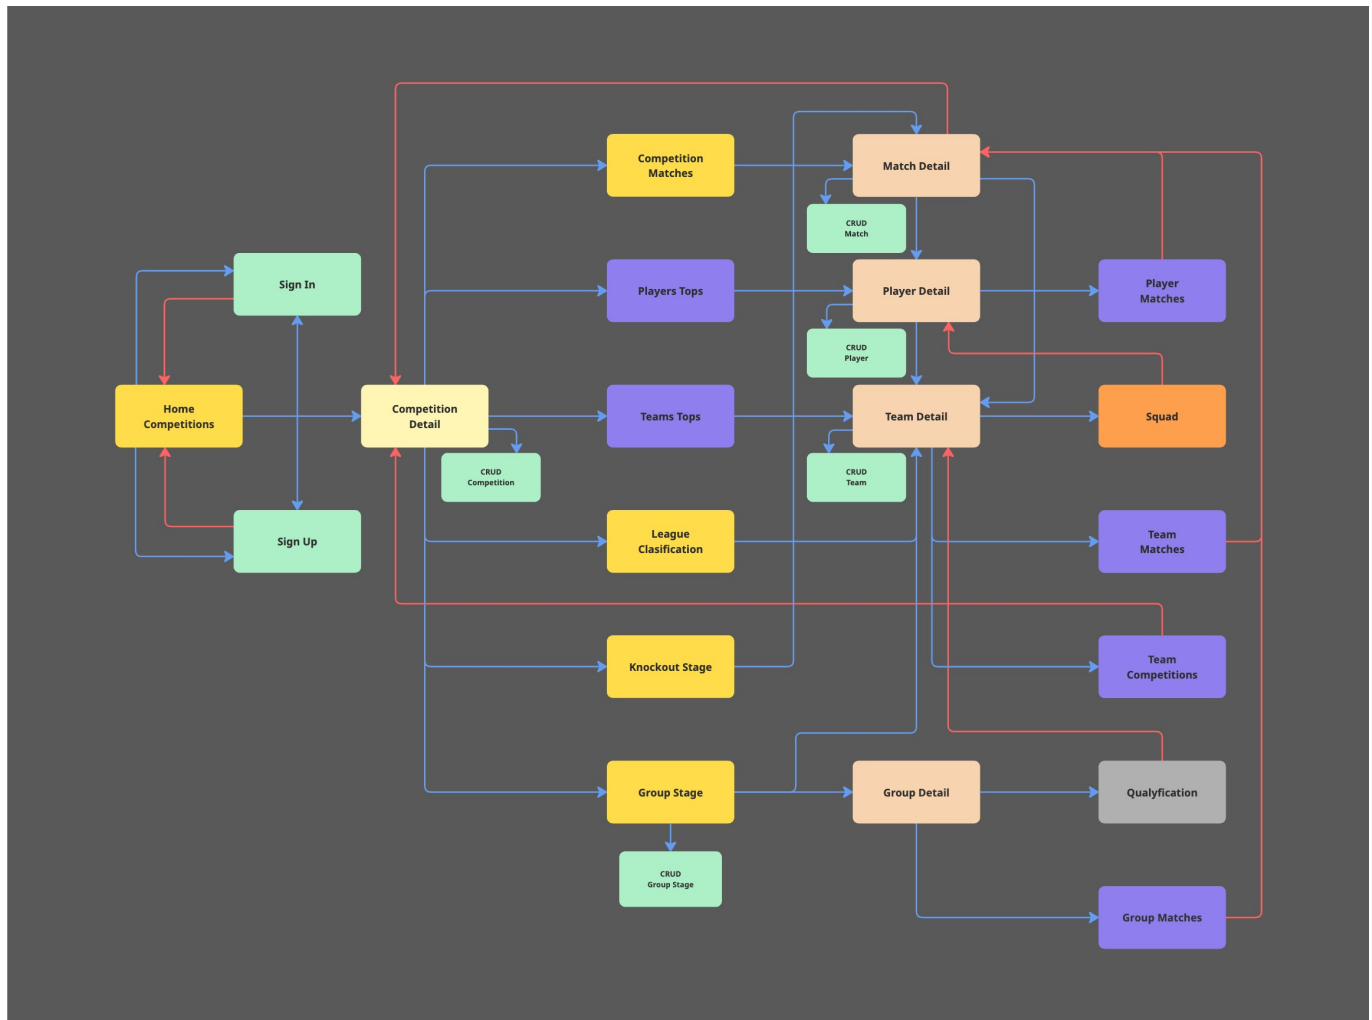 Competition
Matches
Match Detail
CRUD
Match
Sign In
Players Tops
Player Detail
Player
Matches
CRUD
Player
Home
Competitions
Competition
Detail
Teams Tops
Team Detail
Squad
CRUD
Competition
CRUD
Team
Sign Up
League
Clasification
Team
Matches
Knockout Stage
Team
Competitions
Group Stage
Group Detail
Qualyfication
CRUD
Group Stage
Group Matches